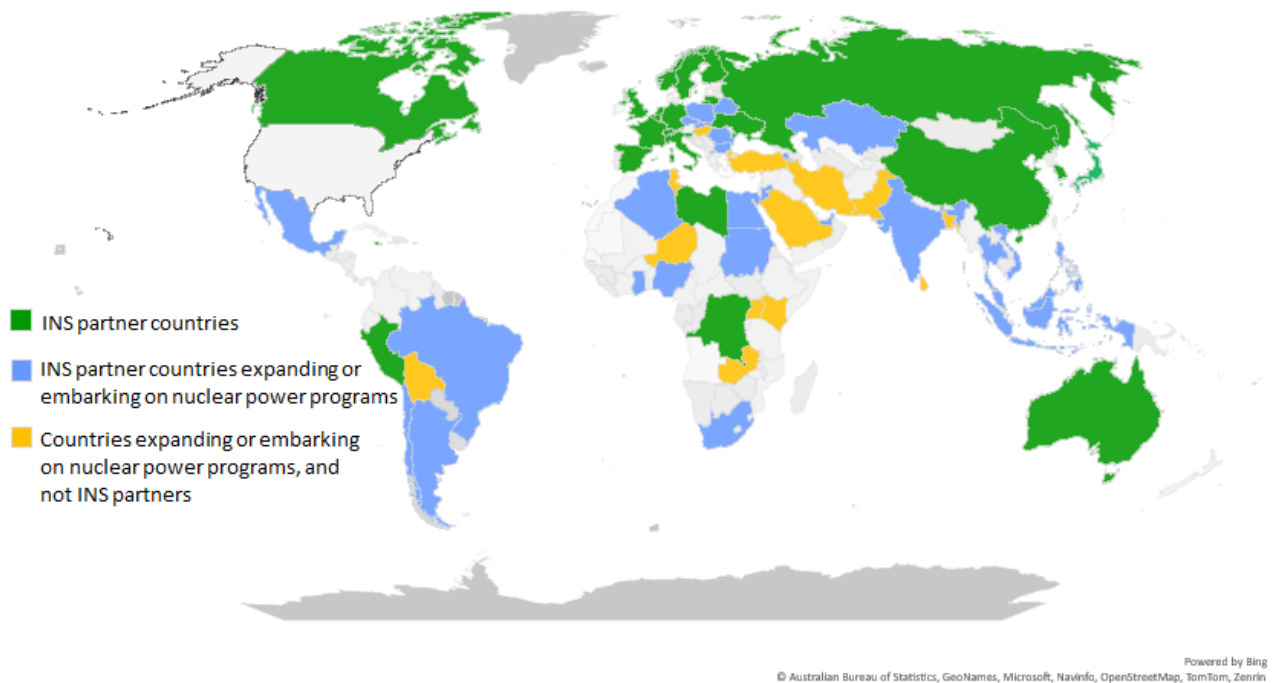 INS partner countries
INS partner countries expanding or
embarking on nuclear power programs
Countries expanding or embarking
on nuclear power programs, and
not INS partners
Powered by Bing
© Australian Bureau of Statistics, GeoNames, Microsoft, Navinfo, OpenStreetMap, TomTom, Zenrin